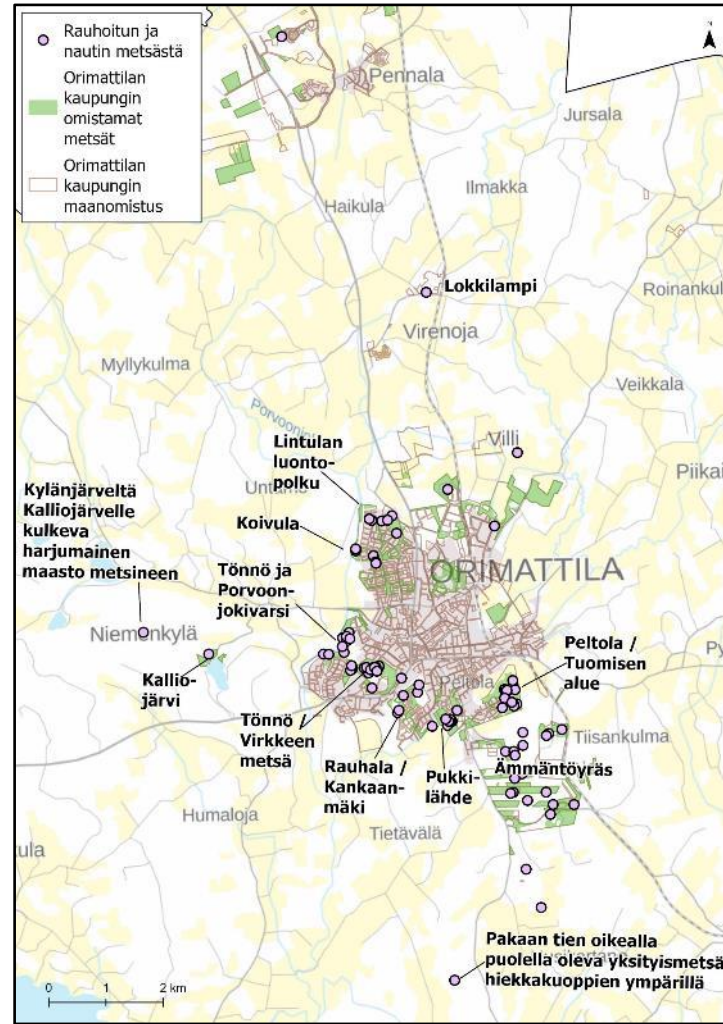 Rauhoitun ja
nautin metsästä
Orimattilan
kaupungin
omistamat
metsät
Orimattilan
kaupungin
maanomistus
Pennala
Jursala
Ilmakka
Haikula
Lokkilampi
Roinankul
Virenoja
Myllykulma
Veikkala
Porvoonjo
Villi
Lintulan
luonto-
polku
Piikai
Untamo
Kylänjärveltä
Kalliojärvelle
kulkeva
harjumainen
maasto metsineen
Koivula
ORIMATTILA
Tönnö ja
Porvoon-
jokivarsi
Niemenkylä
Peltola /
Tuomisen
alue
Kallio-
järvi
Peltola
Tönnö /
Virkkeen
metsä
Tiisankulma
Rauhala /
Kankaan-
mäki
Pukki-
lähde
Ämmäntöyräs
Humaloja
Tietävälä
kula
Pakaan tien oikealla
puolella oleva yksityismetsä
hiekkakuoppien ympärillä
0 1 2 km